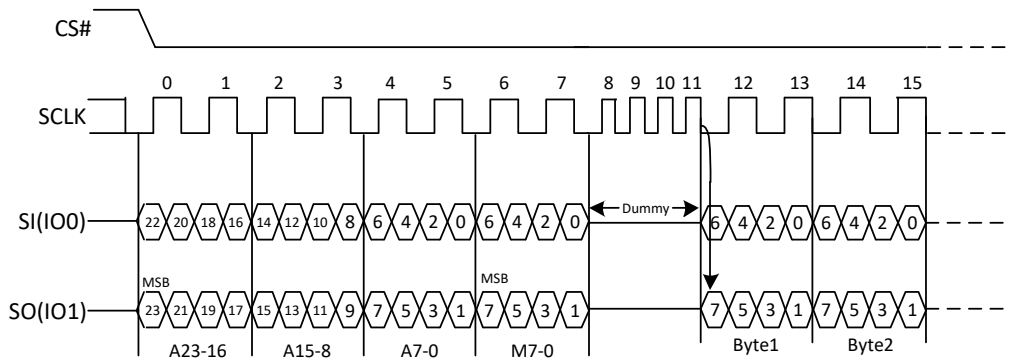 CS#
0 1 2 3 4 5 6 7 8 9 10 11 12 13 14 15
SCLK
Dummy
SI(IO0) 22 20 18 16 14 12 10 8 6 4 2 0 6 4 2 0 6 4 2 0 6 4 2 0
MSB MSB
SO(IO1) 23 21 19 17 15 13 11 9 7 5 3 1 7 5 3 1 7 5 3 1 7 5 3 1
A23-16 A15-8 A7-0 M7-0 Byte1 Byte2